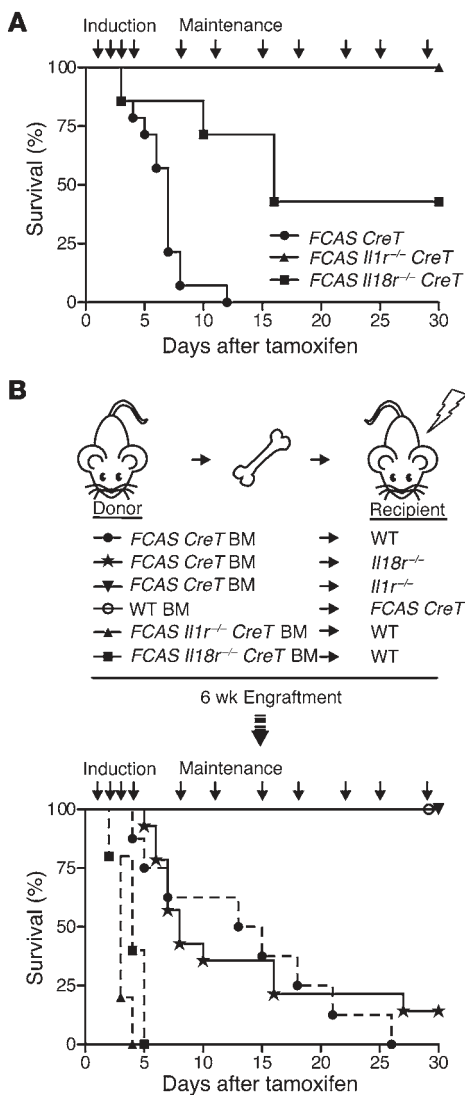 A
Induction Maintenance
100
75
50
25
0
Survival (%)
FCAS CreT
FCAS Il1r–/– CreT
FCAS Il18r–/– CreT
0 5 10 15 20 25 30
Days after tamoxifen
B
Donor Recipient
FCAS CreT BM WT
FCAS CreT BM Il18r–/–
FCAS CreT BM Il1r–/–
WT BM FCAS CreT
FCAS Il1r–/– CreT BM WT
FCAS Il18r–/– CreT BM WT
6 wk Engraftment
Induction Maintenance
100
75
50
25
0
Survival (%)
0 5 10 15 20 25 30
Days after tamoxifen